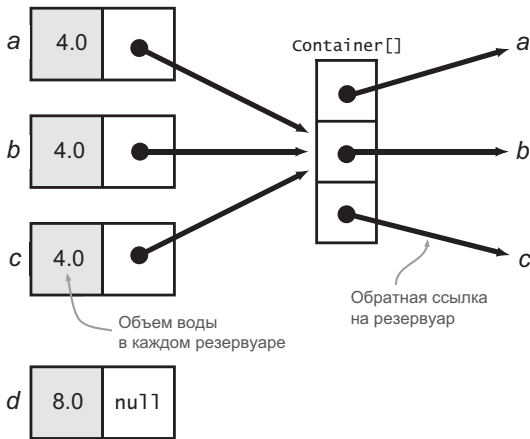 a
4.0
Container[]
a
b
4.0
b
c
4.0
c
Объем воды
в каждом резервуаре
Обратная ссылка
на резервуар
d
8.0
null